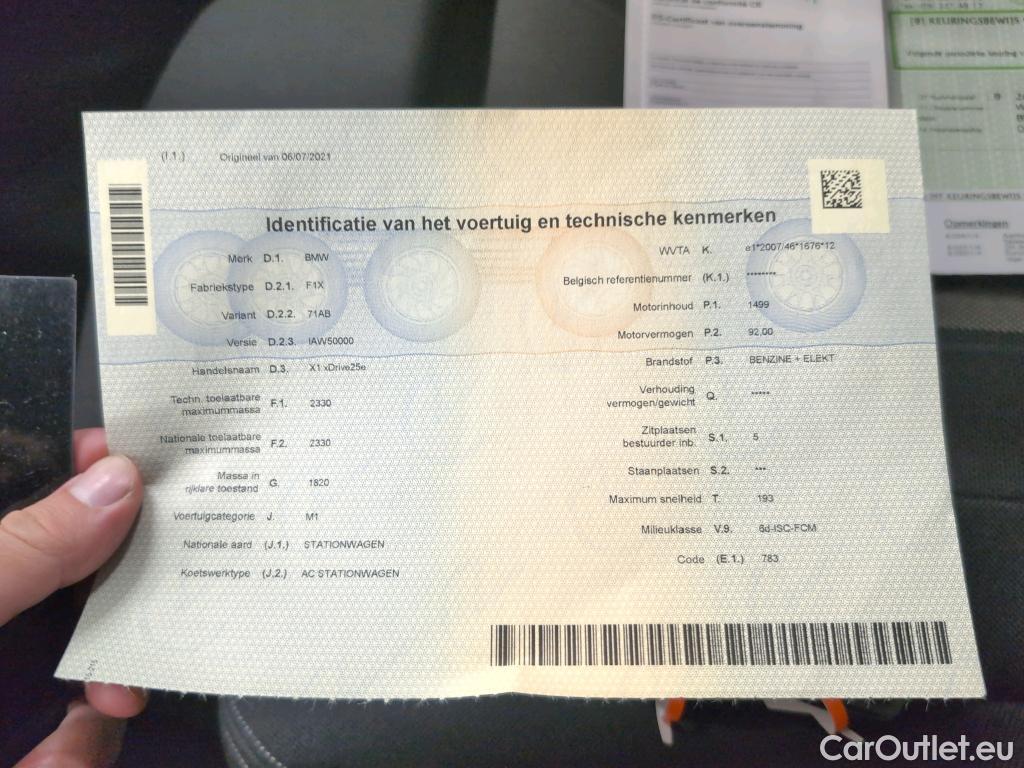 EG-Certificaat van overeenstemming
[B] KEURINGSBEWIJS
Opmerkingen
(I.1.) Origineel van 06/07/2021
Identificatie van het voertuig en technische kenmerken
Merk D.1. BMW
Fabriekstype D.2.1. F1X
Variant D.2.2. 71AB
Versie D.2.3. IAW50000
Handelsnaam D.3. X1 xDrive25e
Techn. toelaatbare
maximummassa F.1. 2330
Nationale toelaatbare
maximummassa F.2. 2330
Massa in
rijklare toestand G. 1820
Voertuigcategorie J. M1
Nationale aard (J.1.) STATIONWAGEN
Koetswerktype (J.2.) AC STATIONWAGEN
WVTA K. e1*2007/46*1676*12
Belgisch referentienummer (K.1.) ********
Motorinhoud P.1. 1499
Motorvermogen P.2. 92,00
Brandstof P.3. BENZINE + ELEKT
Verhouding
vermogen/gewicht Q. *****
Zitplaatsen
bestuurder inb. S.1. 5
Staanplaatsen S.2. ***
Maximum snelheid T. 193
Milieuklasse V.9. 6d-ISC-FCM
Code (E.1.) 783
CarOutlet.eu